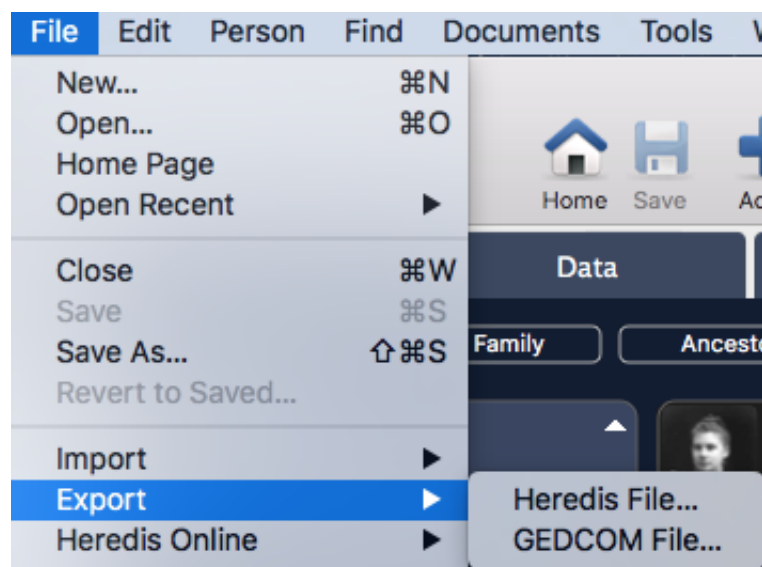 File Edit Person Find Documents Tools
New... ⌘N
Open... ⌘O
Home Page
Open Recent
Home Save
Close ⌘W
Data
Save ⌘S
Save As... ⇧⌘S
Family
Revert to Saved...
Import
Export
Heredis File...
Heredis Online
GEDCOM File...